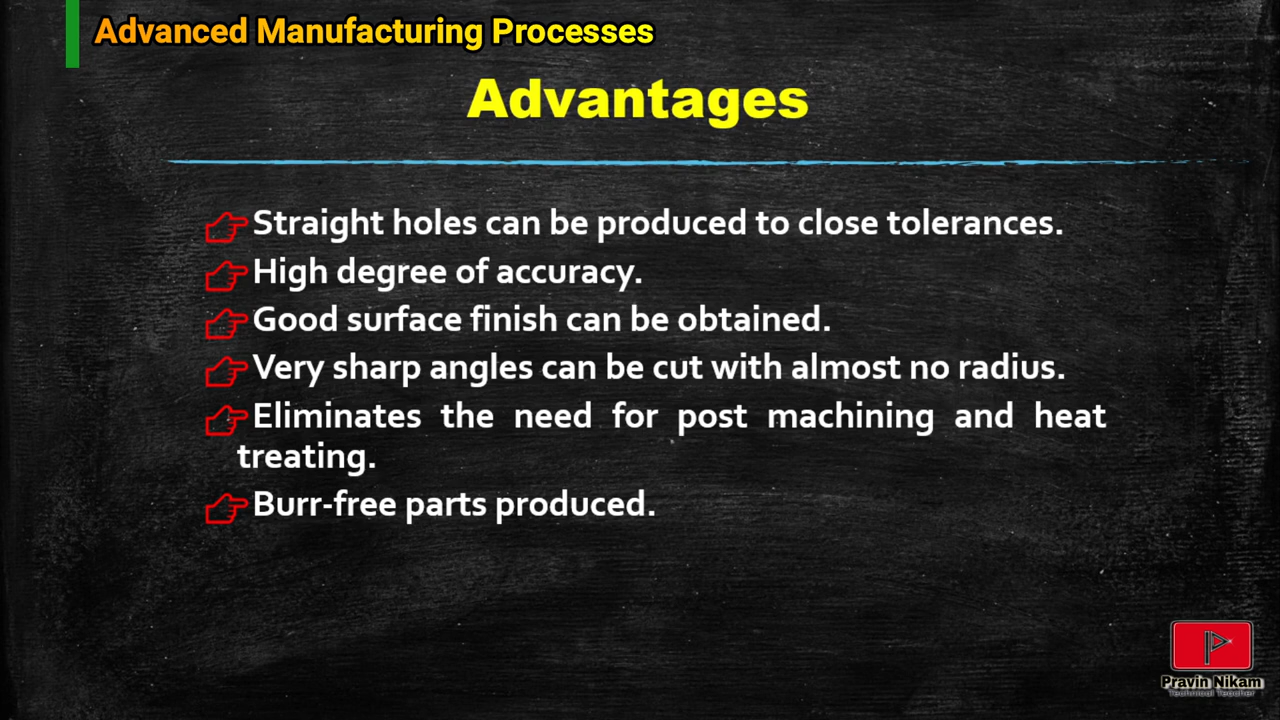 Advanced Manufacturing Processes
Advantages
Straight holes can be produced to close tolerances.
High degree of accuracy.
Good surface finish can be obtained.
Very sharp angles can be cut with almost no radius.
Eliminates the need for post machining and heat
treating.
Burr-free parts produced.
Pravin Nikam
Technical Teacher